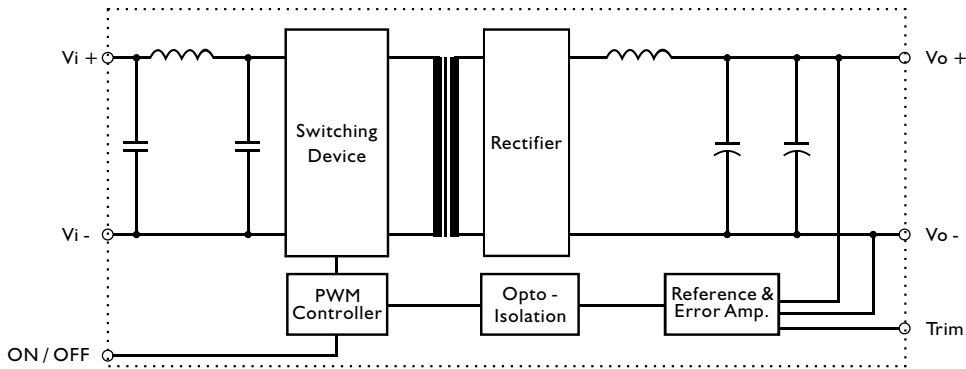 Vi +
Switching
Device
Rectifier
Vo +
Vi -
Vo -
PWM
Controller
Opto -
Isolation
Reference &
Error Amp.
Trim
ON / OFF